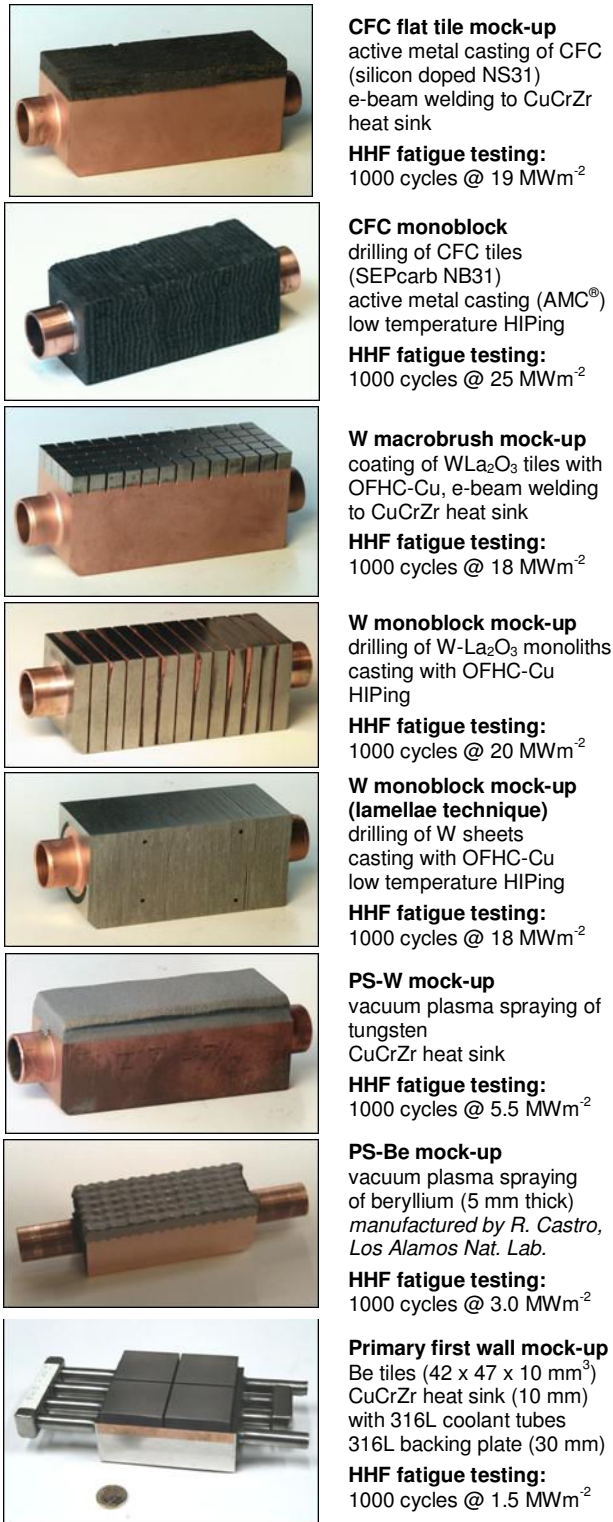 CFC flat tile mock-up
active metal casting of CFC
(silicon doped NS31)
e-beam welding to CuCrZr
heat sink
HHF fatigue testing:
1000 cycles @ 19 MWm⁻²
CFC monoblock
drilling of CFC tiles
(SEPcarb NB31)
active metal casting (AMC®)
low temperature HIPing
HHF fatigue testing:
1000 cycles @ 25 MWm⁻²
W macrobrush mock-up
coating of WLa₂O₃ tiles with
OFHC-Cu, e-beam welding
to CuCrZr heat sink
HHF fatigue testing:
1000 cycles @ 18 MWm⁻²
W monoblock mock-up
drilling of W-La₂O₃ monoliths
casting with OFHC-Cu
HIPing
HHF fatigue testing:
1000 cycles @ 20 MWm⁻²
W monoblock mock-up
(lamellae technique)
drilling of W sheets
casting with OFHC-Cu
low temperature HIPing
HHF fatigue testing:
1000 cycles @ 18 MWm⁻²
PS-W mock-up
vacuum plasma spraying of
tungsten
CuCrZr heat sink
HHF fatigue testing:
1000 cycles @ 5.5 MWm⁻²
PS-Be mock-up
vacuum plasma spraying
of beryllium (5 mm thick)
manufactured by R. Castro,
Los Alamos Nat. Lab.
HHF fatigue testing:
1000 cycles @ 3.0 MWm⁻²
Primary first wall mock-up
Be tiles (42 x 47 x 10 mm³)
CuCrZr heat sink (10 mm)
with 316L coolant tubes
316L backing plate (30 mm)
HHF fatigue testing:
1000 cycles @ 1.5 MWm⁻²